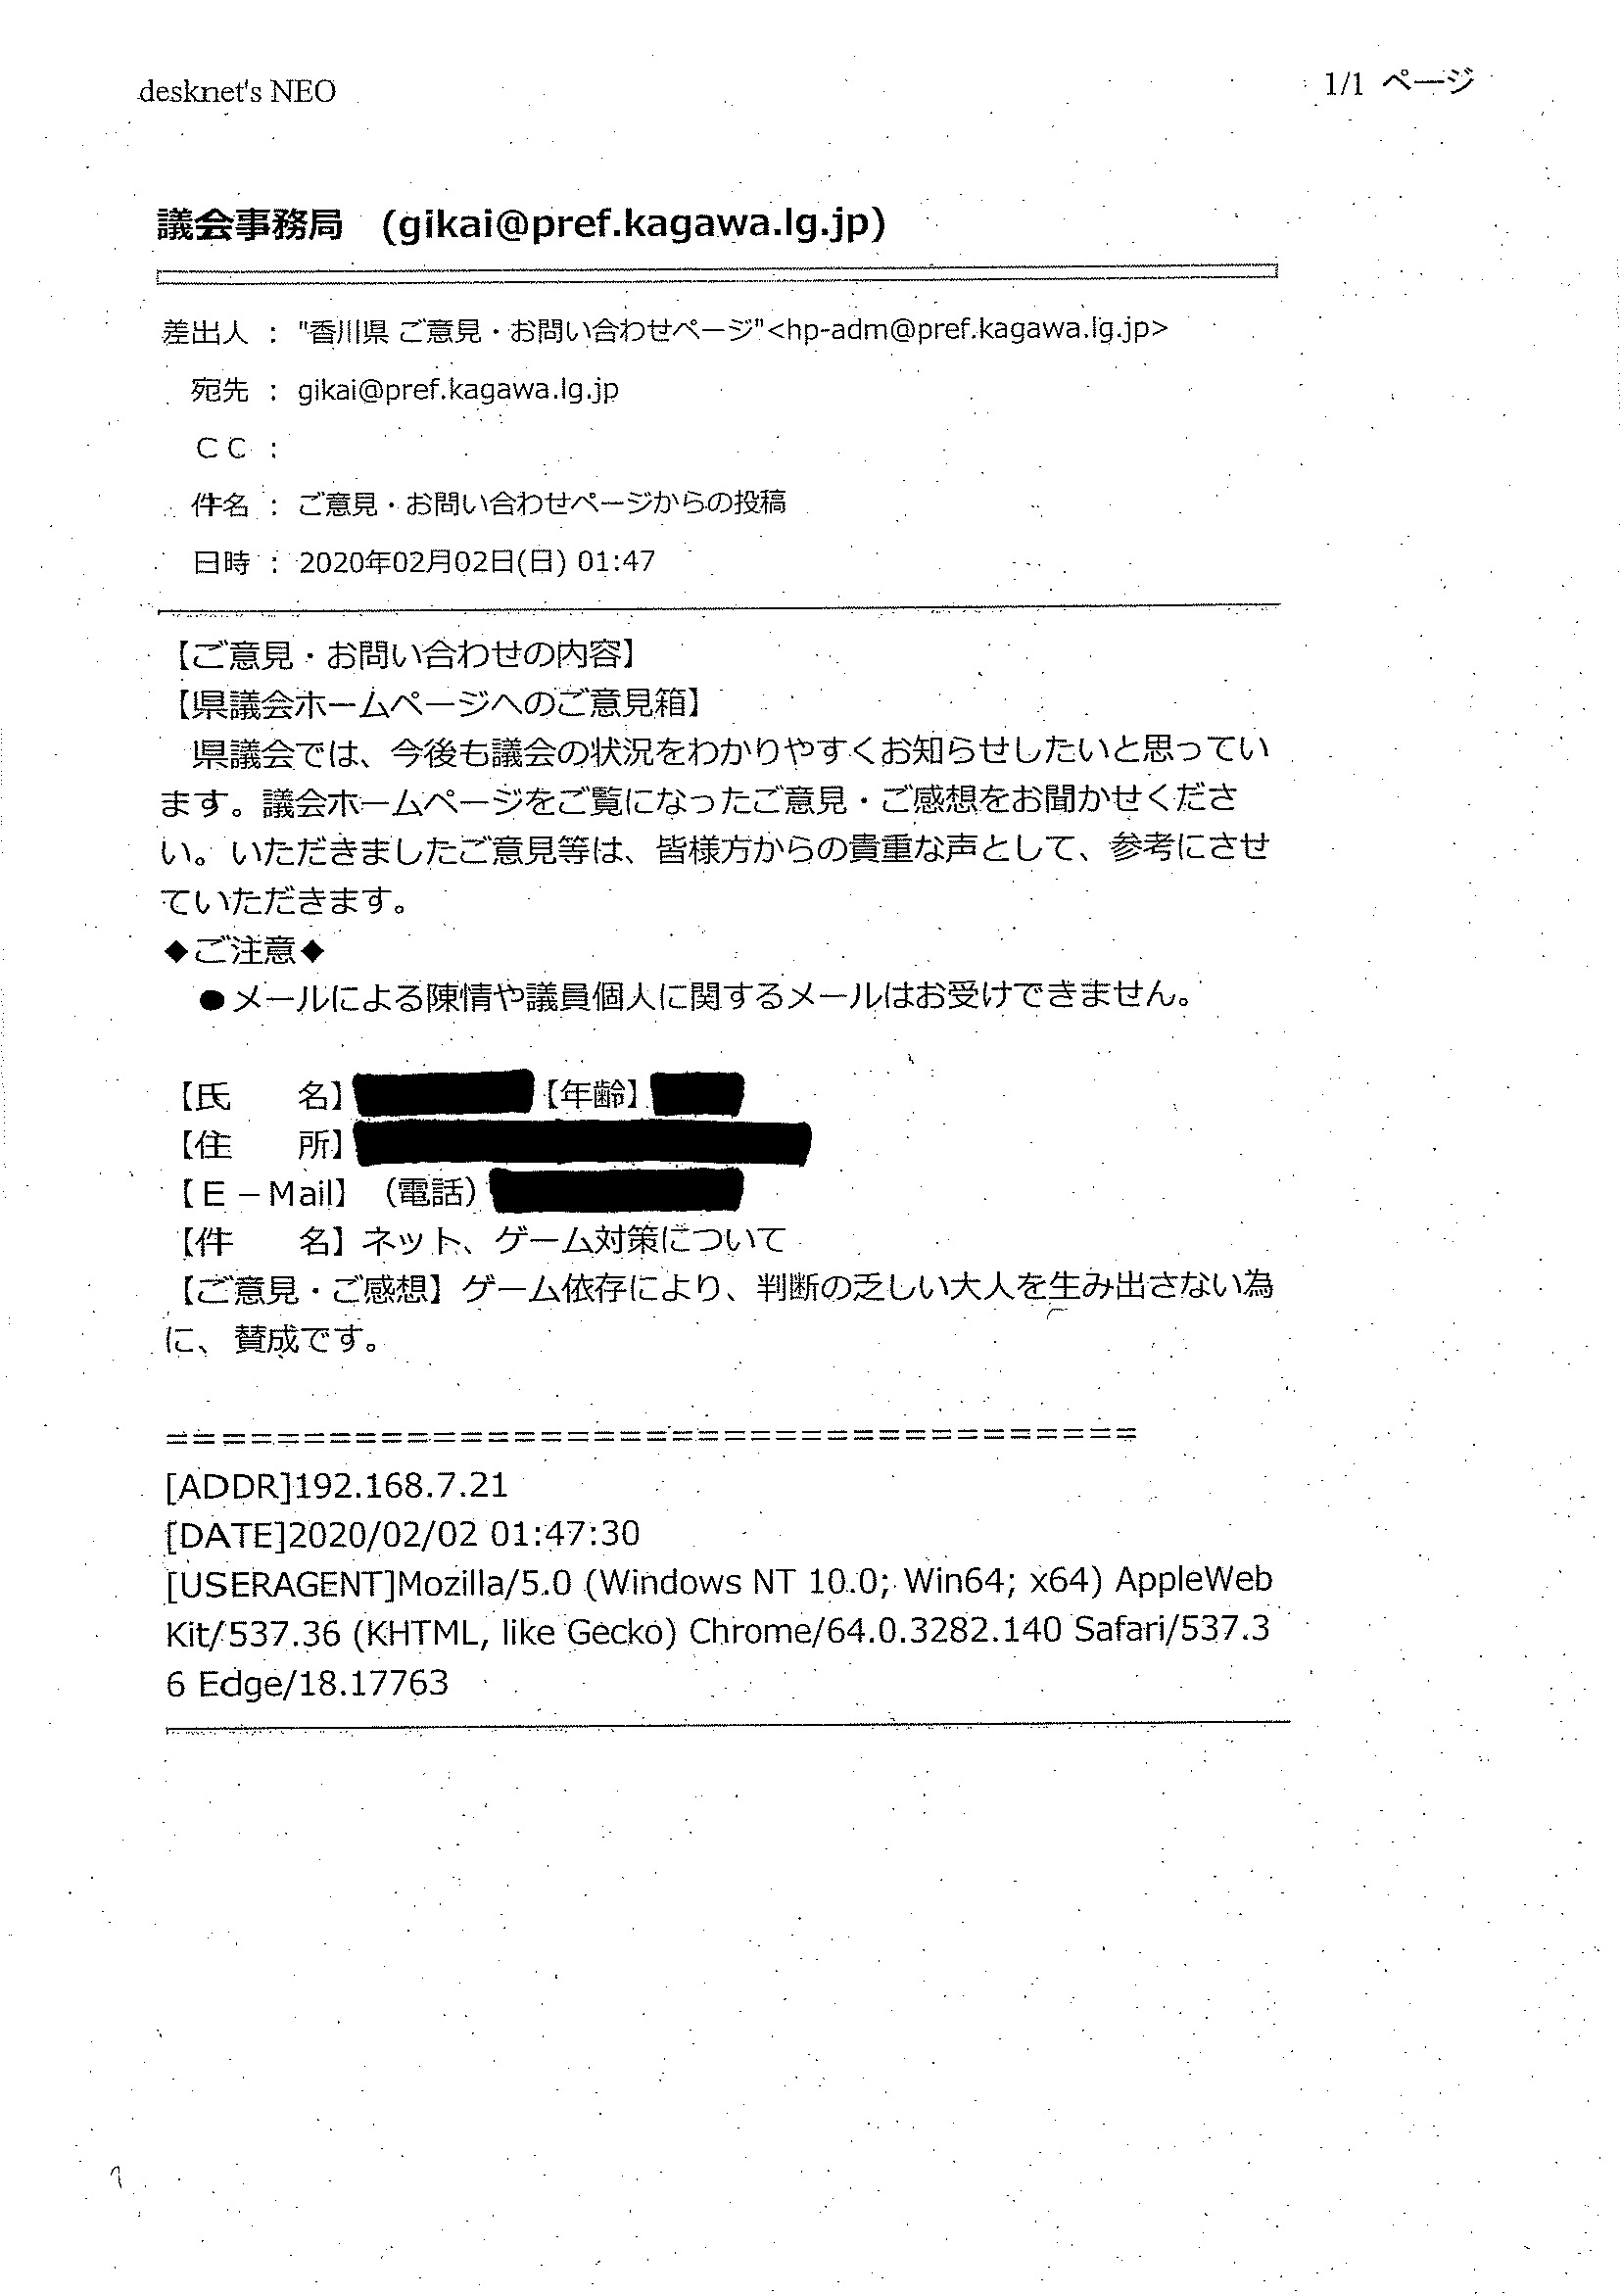 desknet's NEO
1/1 ページ
議会事務局 (gikai@pref.kagawa.lg.jp)
差出人 : "香川県 ご意見・お問い合わせページ"<hp-adm@pref.kagawa.lg.jp>
宛先 : gikai@pref.kagawa.lg.jp
ＣＣ :
件名 : ご意見・お問い合わせページからの投稿
日時 : 2020年02月02日(日) 01:47
【ご意見・お問い合わせの内容】
【県議会ホームページへのご意見箱】
県議会では、今後も議会の状況をわかりやすくお知らせしたいと思ってい
ます。議会ホームページをご覧になったご意見・ご感想をお聞かせくださ
い。いただきましたご意見等は、皆様方からの貴重な声として、参考にさせ
ていただきます。
◆ご注意◆
●メールによる陳情や議員個人に関するメールはお受けできません。
【氏　　名】【年齢】
【住　　所】
【Ｅ－Mail】（電話）
【件　　名】ネット、ゲーム対策について
【ご意見・ご感想】ゲーム依存により、判断の乏しい大人を生み出さない為
に、賛成です。
=====================================
[ADDR]192.168.7.21
[DATE]2020/02/02 01:47:30
[USERAGENT]Mozilla/5.0 (Windows NT 10.0; Win64; x64) AppleWeb
Kit/537.36 (KHTML, like Gecko) Chrome/64.0.3282.140 Safari/537.3
6 Edge/18.17763